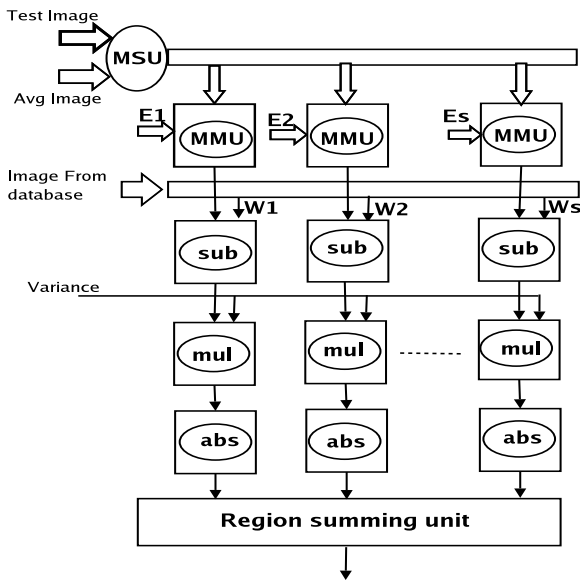 Test Image
MSU
Avg Image
E1
E2
Es
MMU
MMU
MMU
Image From
database
W1
W2
Ws
sub
sub
sub
Variance
mul
mul
mul
abs
abs
abs
Region summing unit